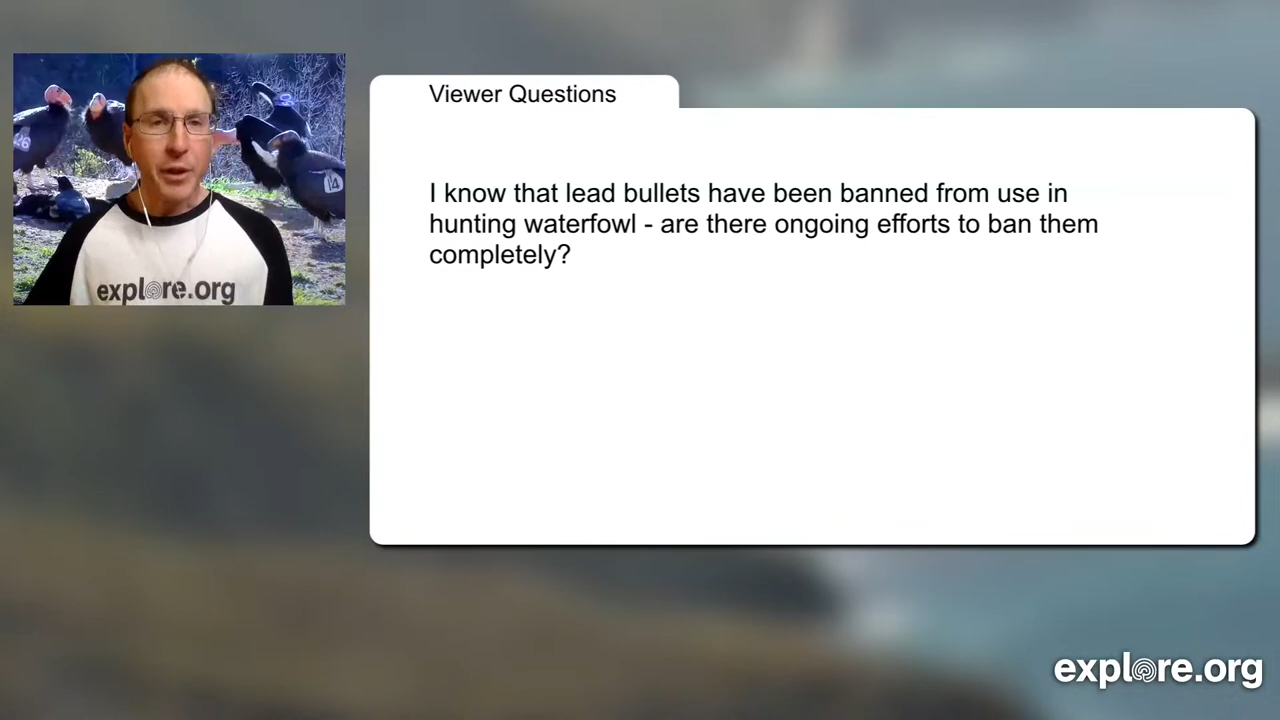 Viewer Questions
I know that lead bullets have been banned from use in
hunting waterfowl - are there ongoing efforts to ban them
completely?
explore.org
14
explore.org